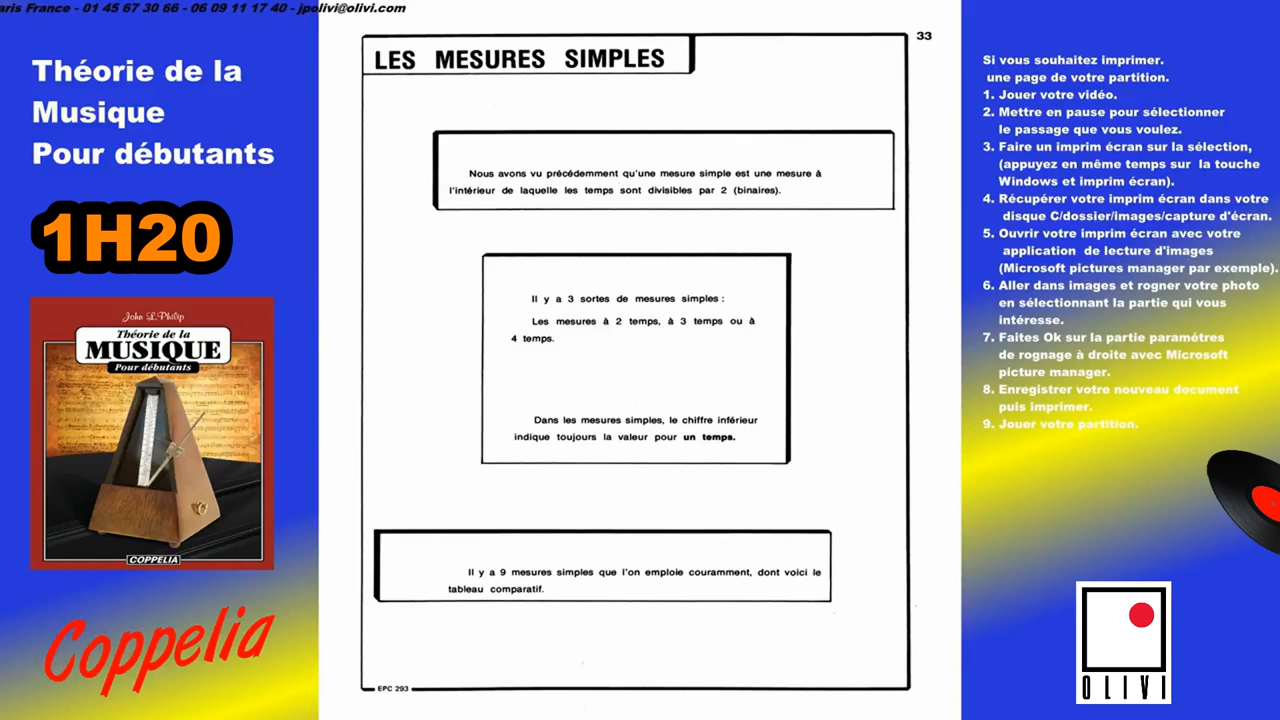 aris France - 01 45 67 30 66 - 06 09 11 17 40 - jpolivi@olivi.com
Théorie de la
Musique
Pour débutants
1H20
John L. Philip
Théorie de la
MUSIQUE
Pour débutants
COPPELIA
Coppelia
33
LES MESURES SIMPLES
Nous avons vu précédemment qu'une mesure simple est une mesure à
l'intérieur de laquelle les temps sont divisibles par 2 (binaires).
Il y a 3 sortes de mesures simples :
Les mesures à 2 temps, à 3 temps ou à
4 temps.
Dans les mesures simples, le chiffre inférieur
indique toujours la valeur pour un temps.
Il y a 9 mesures simples que l'on emploie couramment, dont voici le
tableau comparatif.
EPC 293
Si vous souhaitez imprimer.
une page de votre partition.
1. Jouer votre vidéo.
2. Mettre en pause pour sélectionner
le passage que vous voulez.
3. Faire un imprim écran sur la sélection,
(appuyez en même temps sur la touche
Windows et imprim écran).
4. Récupérer votre imprim écran dans votre
disque C/dossier/images/capture d'écran.
5. Ouvrir votre imprim écran avec votre
application de lecture d'images
(Microsoft pictures manager par exemple).
6. Aller dans images et rogner votre photo
en sélectionnant la partie qui vous
intéresse.
7. Faites Ok sur la partie paramétres
de rognage à droite avec Microsoft
picture manager.
8. Enregistrer votre nouveau document
puis imprimer.
9. Jouer votre partition.
OLIVI